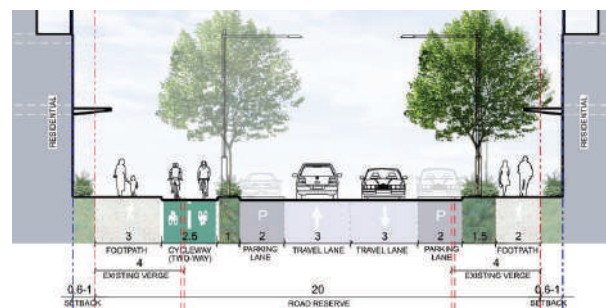 RESIDENTIAL
RESIDENTIAL
P
P
3
2.5
1
2
3
3
2
1.5
2
FOOTPATH
CYCLEWAY
(TWO-WAY)
PARKING
LANE
TRAVEL LANE
TRAVEL LANE
PARKING
LANE
FOOTPATH
4
EXISTING VERGE
4
EXISTING VERGE
0.6-1
SETBACK
20
ROAD RESERVE
0.6-1
SETBACK